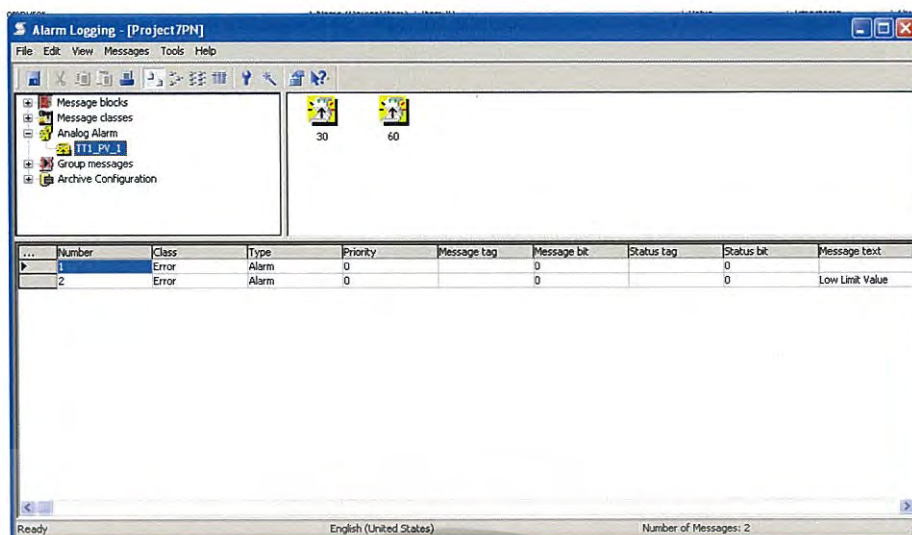 Alarm Logging - [Project7PN]
File Edit View Messages Tools Help
Message blocks
Message classes
Analog Alarm
TT1_PV_1
Group messages
Archive Configuration
30 60
... Number Class Type Priority Message tag Message bit Status tag Status bit Message text
1 Error Alarm 0 0 0
2 Error Alarm 0 0 0 Low Limit Value
Ready English (United States) Number of Messages: 2